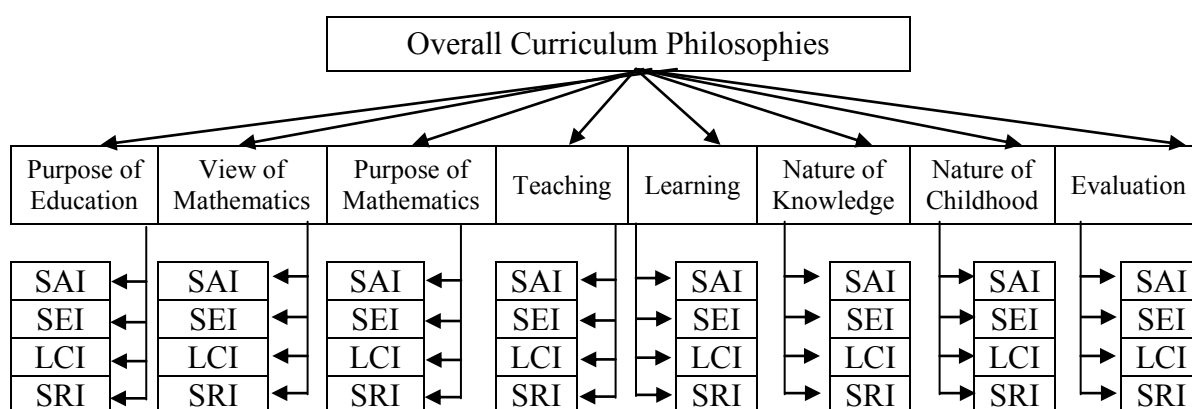 Overall Curriculum Philosophies
Purpose of
Education
View of
Mathematics
Purpose of
Mathematics
Teaching
Learning
Nature of
Knowledge
Nature of
Childhood
Evaluation
SAI
SEI
LCI
SRI
SAI
SEI
LCI
SRI
SAI
SEI
LCI
SRI
SAI
SEI
LCI
SRI
SAI
SEI
LCI
SRI
SAI
SEI
LCI
SRI
SAI
SEI
LCI
SRI
SAI
SEI
LCI
SRI